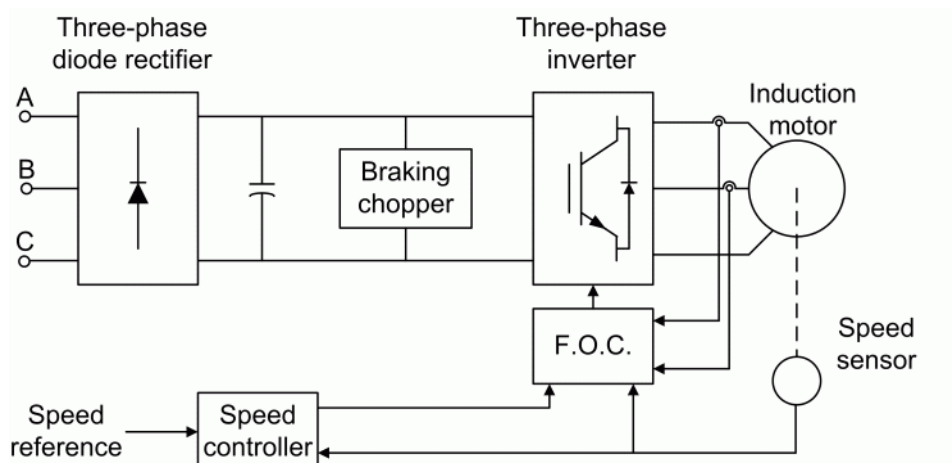 Three-phase
diode rectifier
Three-phase
inverter
A
Induction
motor
B
Braking
chopper
C
F.O.C.
Speed
sensor
Speed
reference
Speed
controller